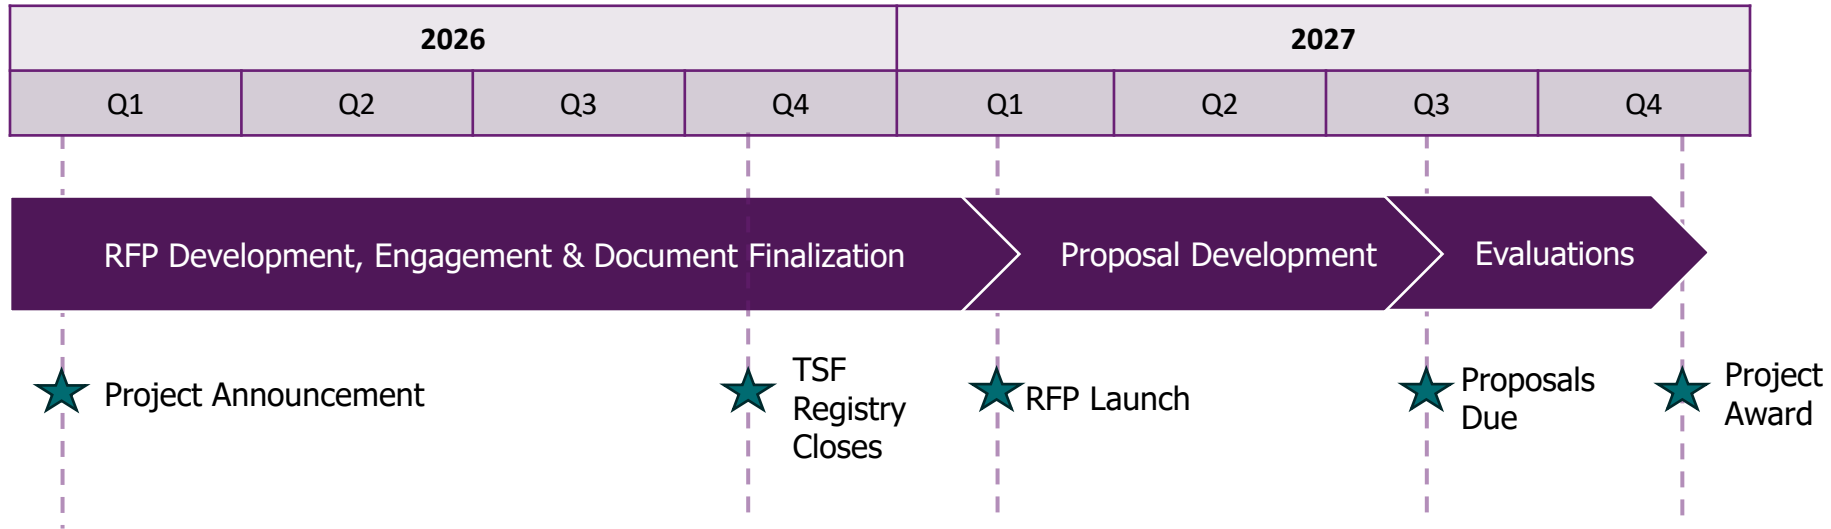 2026
2027
Q1
Q2
Q3
Q4
Q1
Q2
Q3
Q4
RFP Development, Engagement & Document Finalization
Proposal Development
Evaluations
Project Announcement
TSF
Registry
Closes
RFP Launch
Proposals
Due
Project
Award